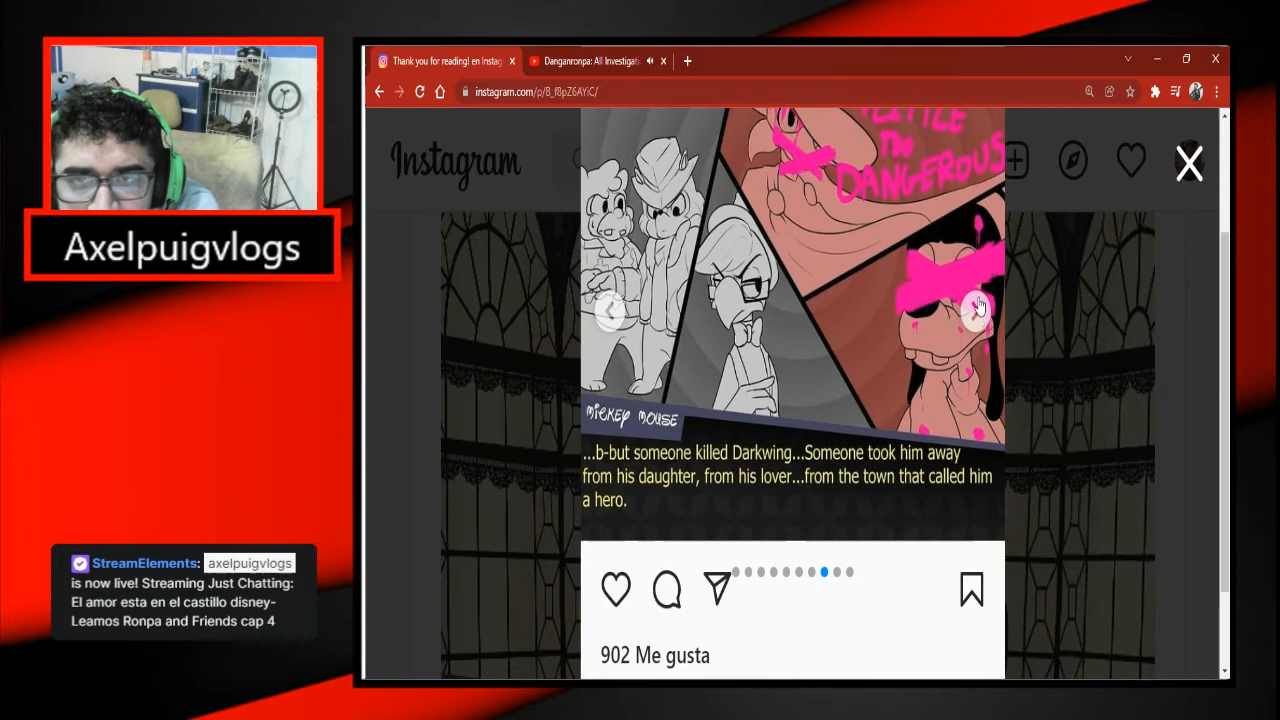 Thank you for reading! en Instag
Danganronpa: All Investigati
instagram.com/p/B_f8pZ6AYiC/
Instagram
LITTLE
TOO
DANGEROUS
Axelpuigvlogs
MICKEY MOUSE
...b-but someone killed Darkwing...Someone took him away
from his daughter, from his lover...from the town that called him
a hero.
StreamElements: axelpuigvlogs
is now live! Streaming Just Chatting:
El amor esta en el castillo disney-
Leamos Ronpa and Friends cap 4
902 Me gusta